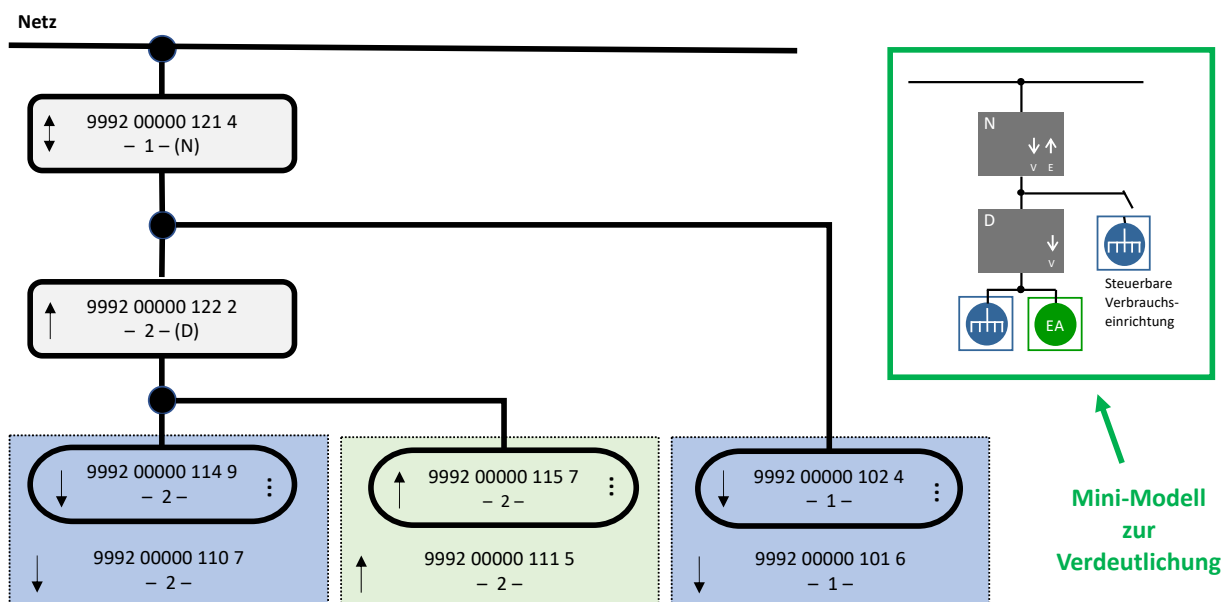 Netz
9992 00000 121 4
– 1 – (N)
9992 00000 122 2
– 2 – (D)
9992 00000 114 9
– 2 –
9992 00000 115 7
– 2 –
9992 00000 102 4
– 1 –
9992 00000 110 7
– 2 –
9992 00000 111 5
– 2 –
9992 00000 101 6
– 1 –
N
V E
D
V
EA
Steuerbare
Verbrauchs-
einrichtung
Mini-Modell
zur
Verdeutlichung